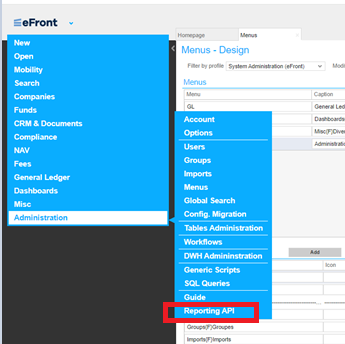 eFront
Homepage
Menus
Menus - Design
Filter by profile
System Administration (eFront)
Mod
Menus
Menu
Caption
GL
General Led
Dashboards
Misc(F)Diver
Administratio
New
Open
Mobility
Search
Companies
Funds
CRM & Documents
Compliance
NAV
Fees
General Ledger
Dashboards
Misc
Administration
Account
Options
Users
Groups
Imports
Menus
Global Search
Config. Migration
Tables Administration
Workflows
DWH Admininstration
Generic Scripts
SQL Queries
Guide
Reporting API
Add
Icon
Groups(F)Groupes
Imports(F)Imports